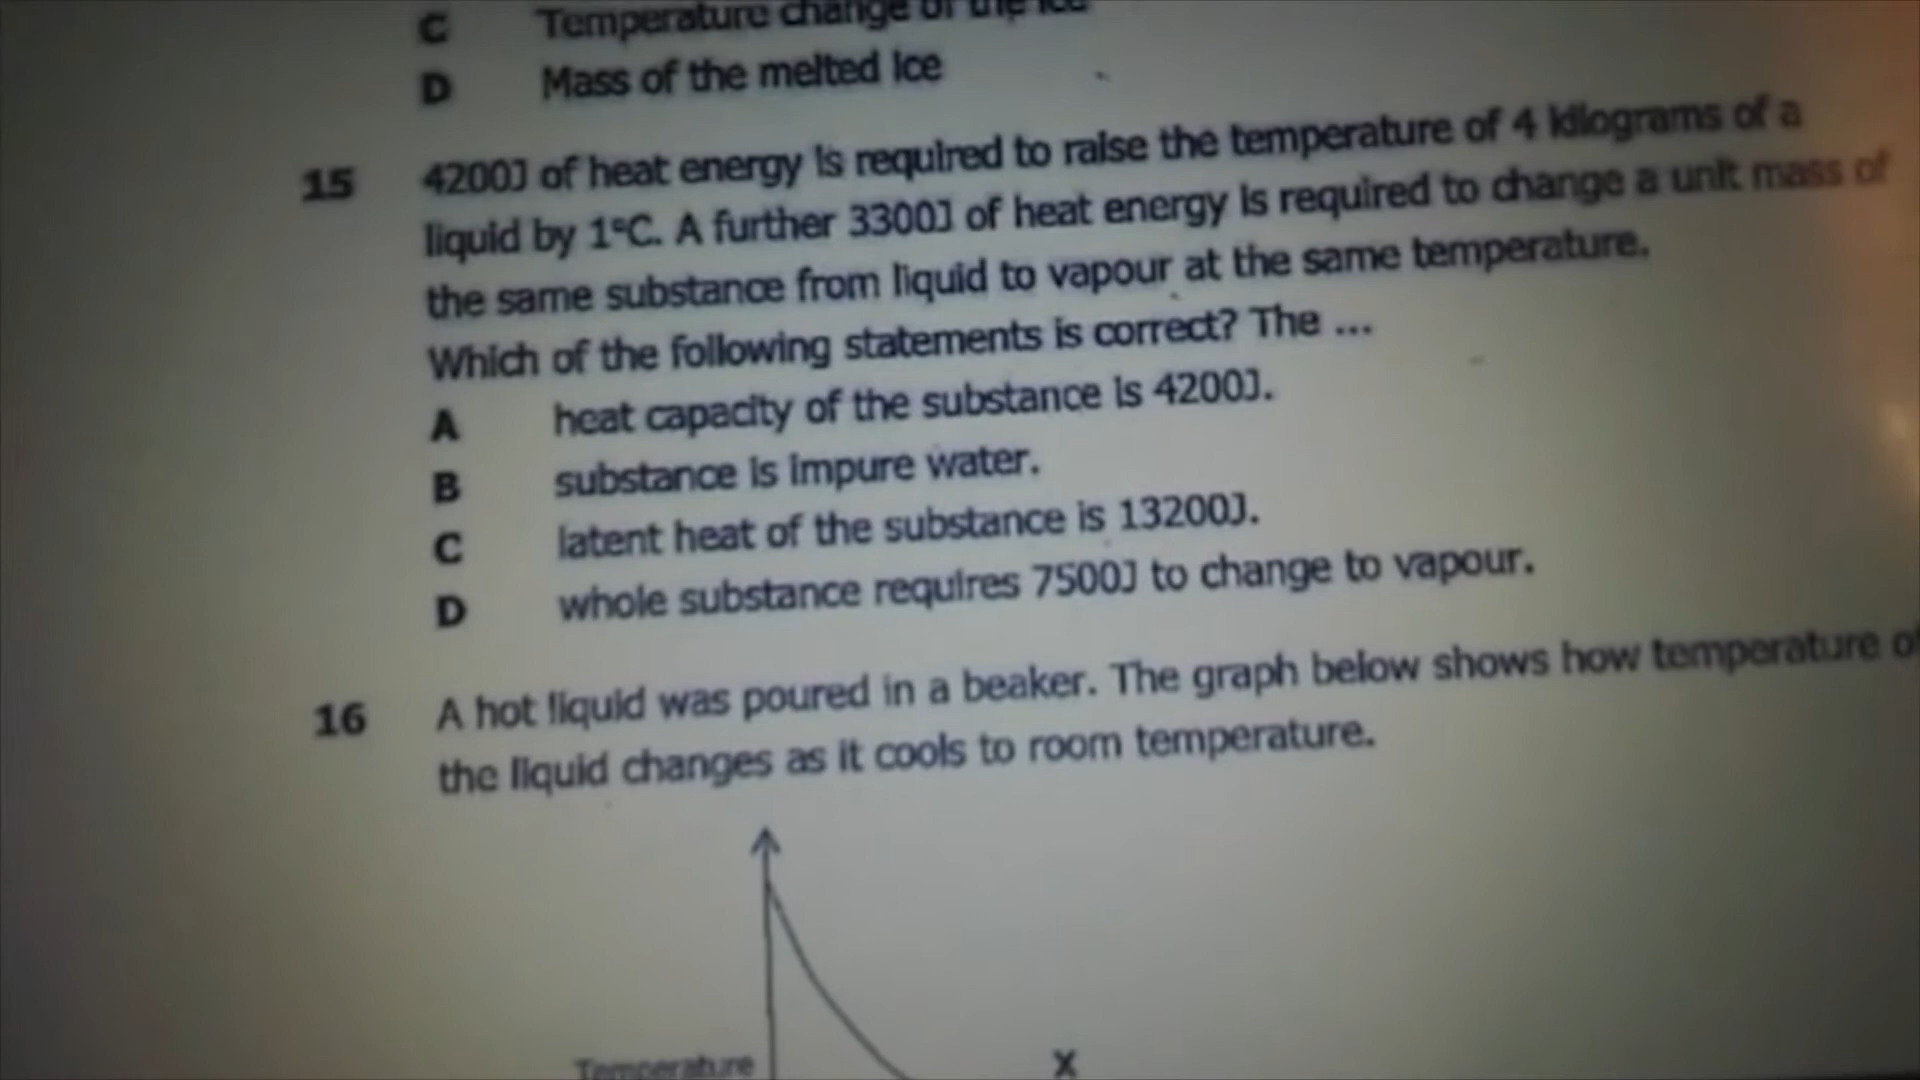 C Temperature change of the ice
D Mass of the melted ice
15 4200J of heat energy is required to raise the temperature of 4 kilograms of a
liquid by 1°C. A further 3300J of heat energy is required to change a unit mass of
the same substance from liquid to vapour at the same temperature.
Which of the following statements is correct? The ...
A heat capacity of the substance is 4200J.
B substance is impure water.
C latent heat of the substance is 13200J.
D whole substance requires 7500J to change to vapour.
16 A hot liquid was poured in a beaker. The graph below shows how temperature of
the liquid changes as it cools to room temperature.
Temperature
X